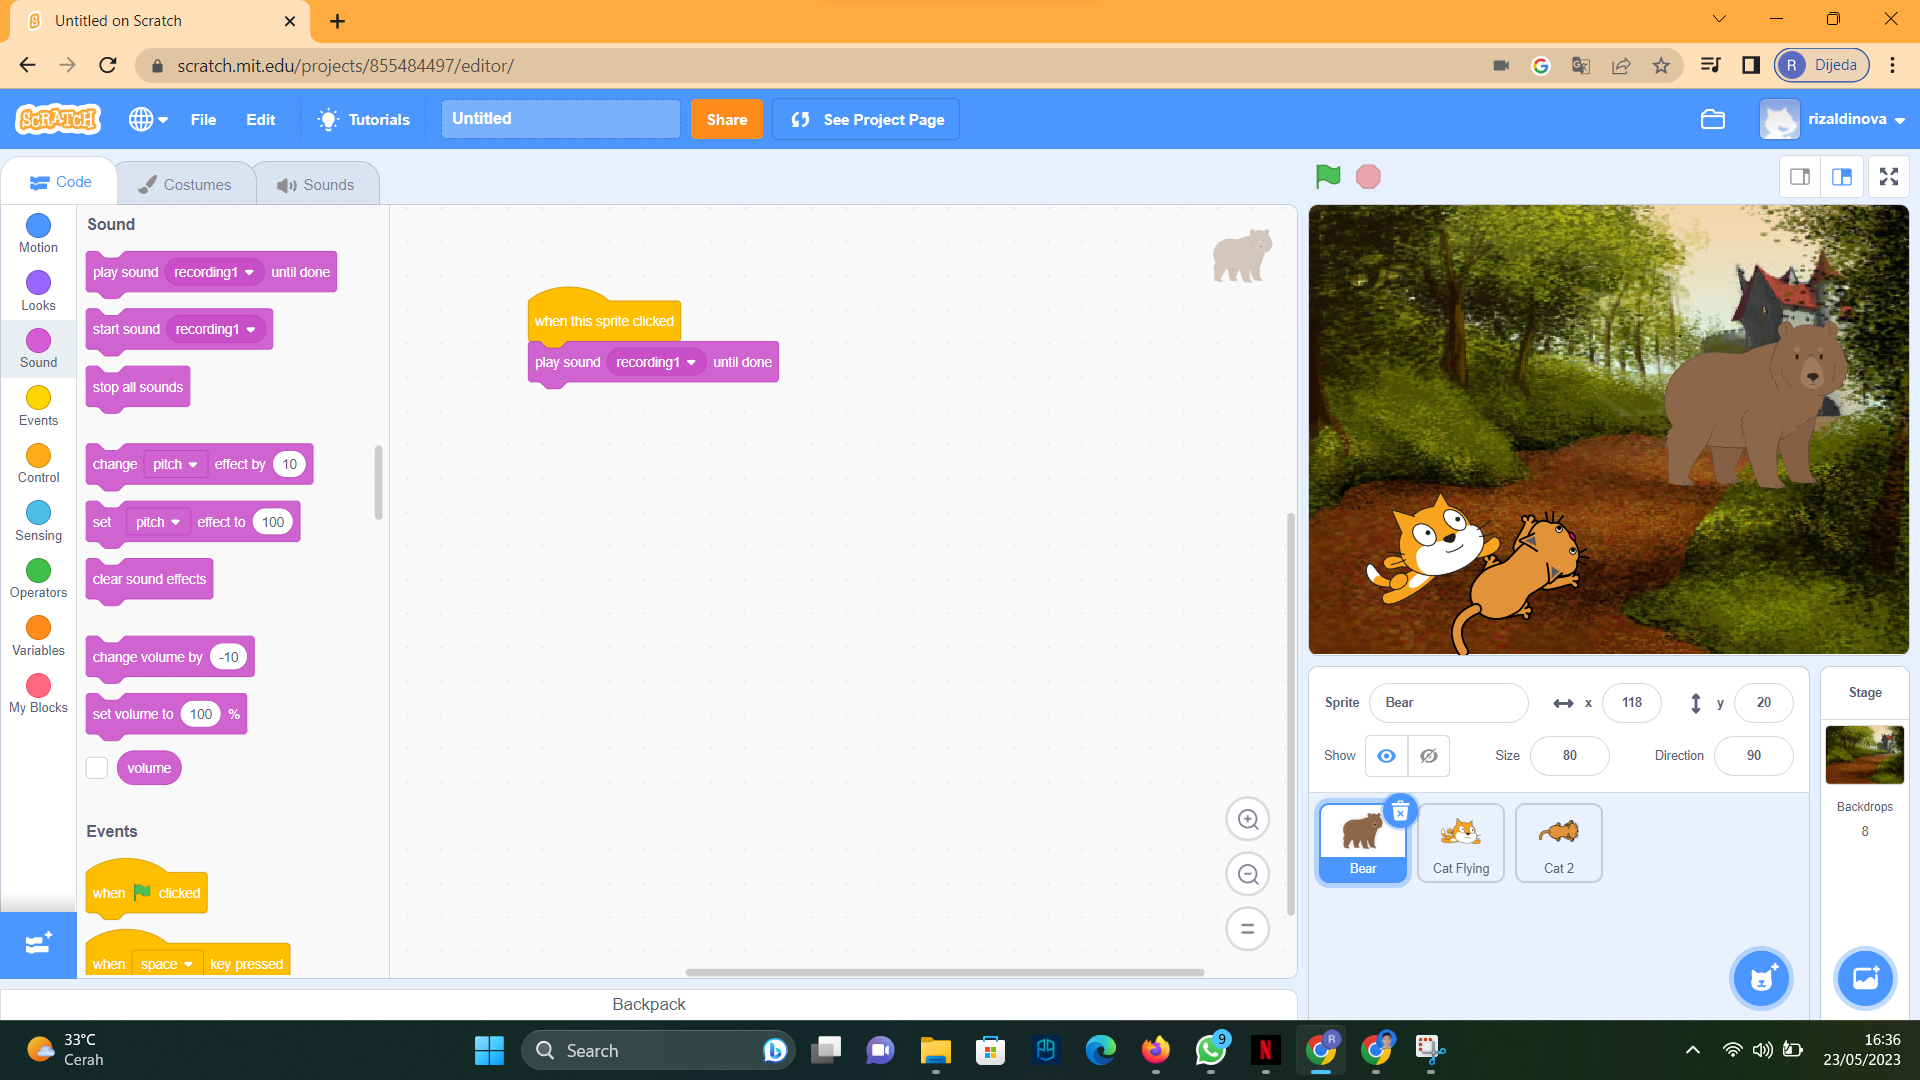 Untitled on Scratch
scratch.mit.edu/projects/855484497/editor/
R Dijeda
SCRATCH
File
Edit
Tutorials
Untitled
Share
See Project Page
rizaldinova
Code
Costumes
Sounds
Motion
Looks
Sound
Events
Control
Sensing
Operators
Variables
My Blocks
Sound
play sound recording1 until done
start sound recording1
stop all sounds
change pitch effect by 10
set pitch effect to 100
clear sound effects
change volume by -10
set volume to 100 %
volume
Events
when clicked
when space key pressed
when this sprite clicked
play sound recording1 until done
Backpack
Sprite Bear x 118 y 20
Show Size 80 Direction 90
Bear
Cat Flying
Cat 2
Stage
Backdrops
8
33°C
Cerah
Search
9
R
16:36
23/05/2023